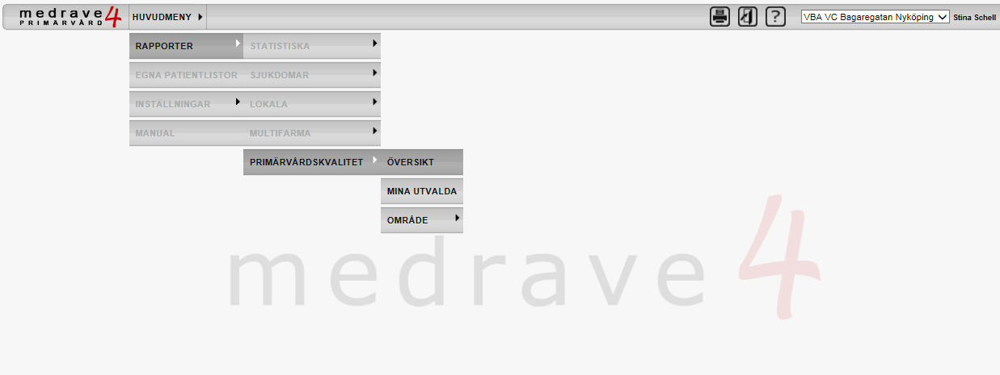 medrave4
PRIMÄRVÅRD
HUVUDMENY
?
VBA VC Bagaregatan Nyköping
Stina Schell
RAPPORTER
STATISTISKA
EGNA PATIENTLISTOR
SJUKDOMAR
INSTÄLLNINGAR
LOKALA
MANUAL
MULTIFARMA
PRIMÄRVÅRDSKVALITET
ÖVERSIKT
MINA UTVALDA
OMRÅDE
medrave4